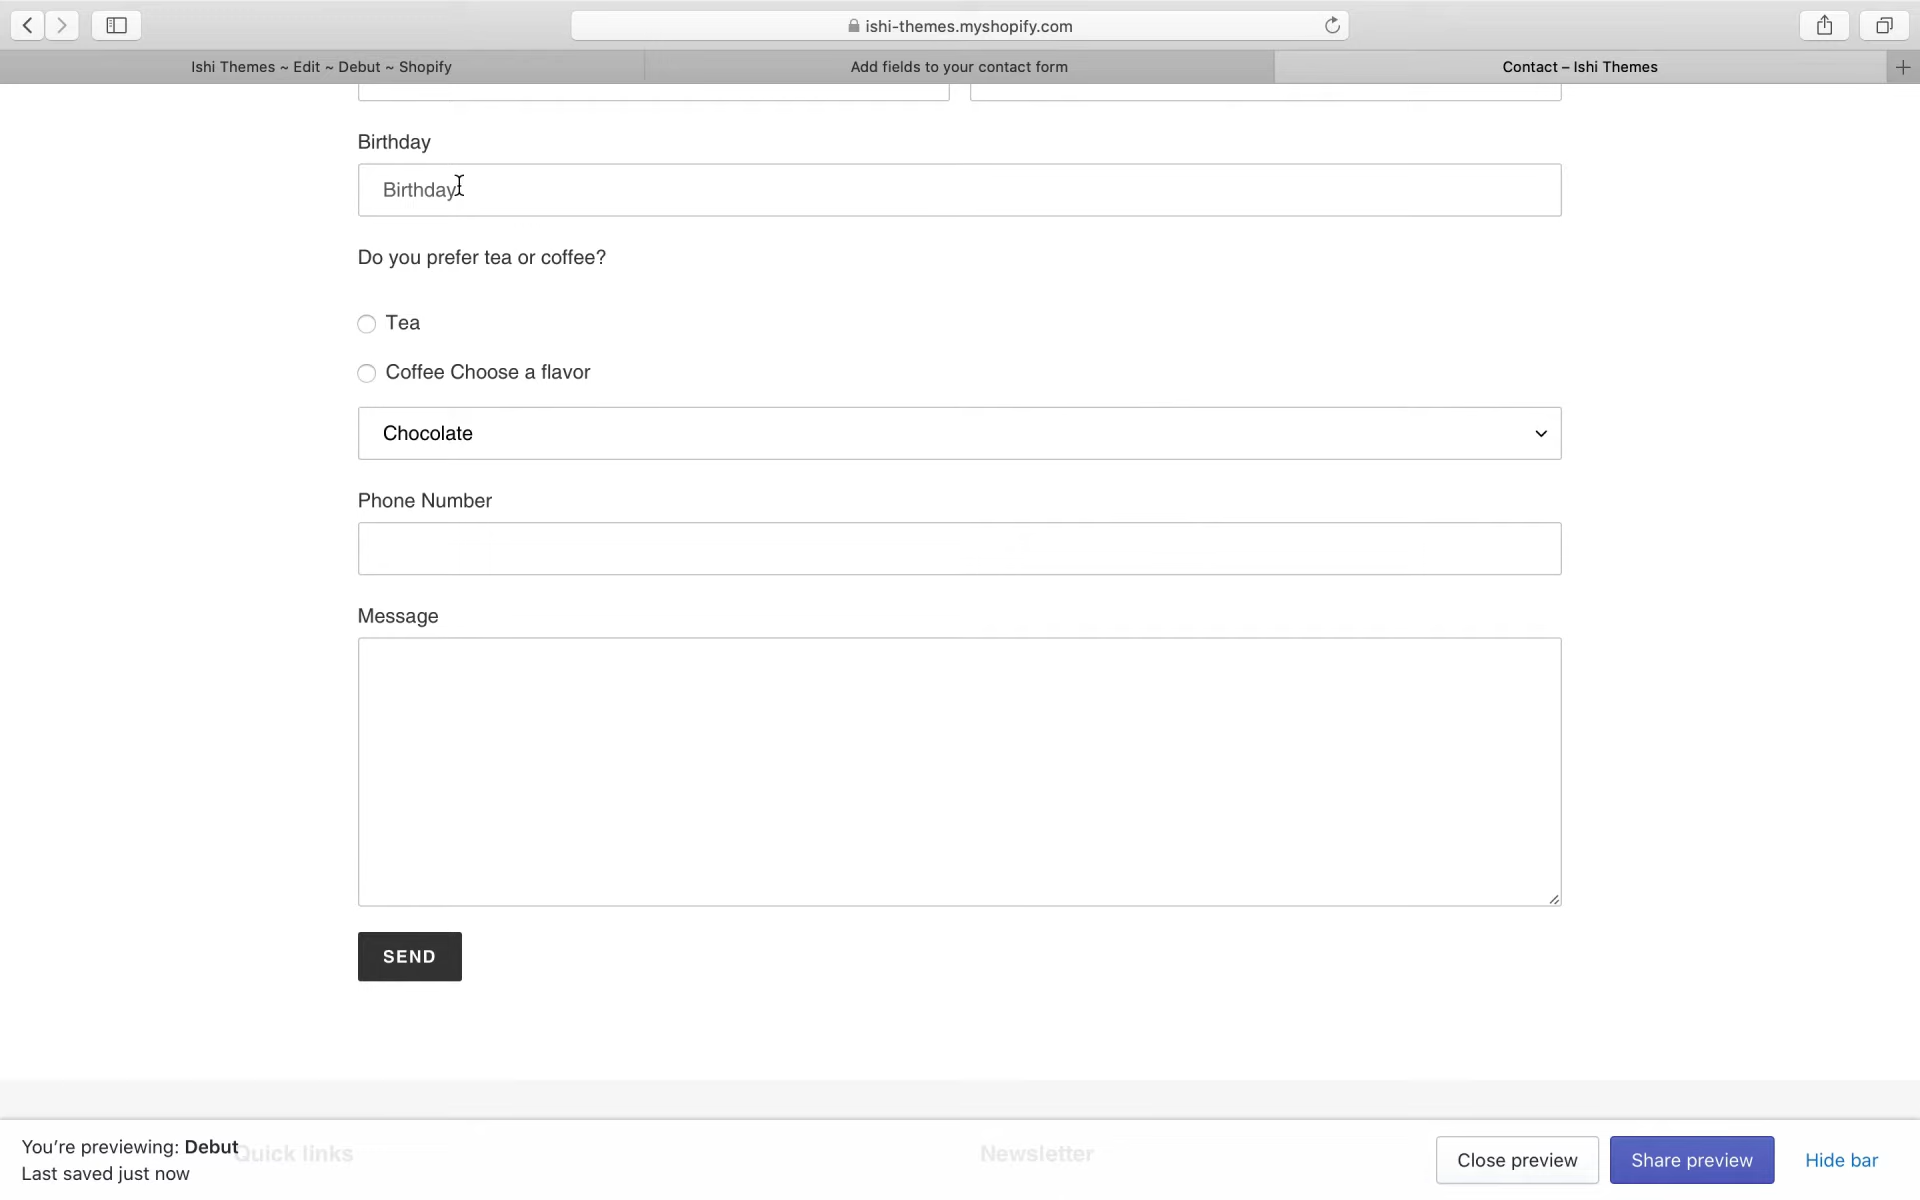 ishi-themes.myshopify.com
Ishi Themes ~ Edit ~ Debut ~ Shopify
Add fields to your contact form
Contact – Ishi Themes
Birthday
Birthday
Do you prefer tea or coffee?
Tea
Coffee Choose a flavor
Chocolate
Phone Number
Message
SEND
You're previewing: Debut
Quick links
Newsletter
Last saved just now
Close preview
Share preview
Hide bar